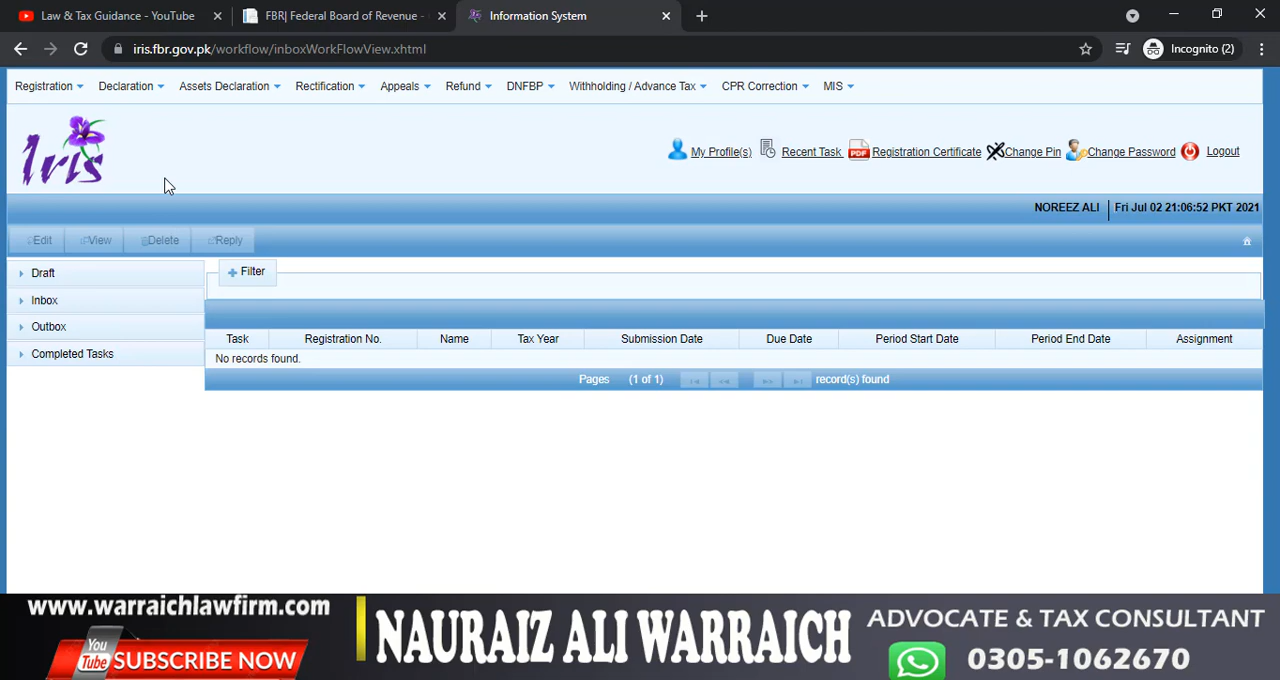 Law & Tax Guidance - YouTube
FBR| Federal Board of Revenue -
Information System
iris.fbr.gov.pk/workflow/inboxWorkFlowView.xhtml
Incognito (2)
Registration Declaration Assets Declaration Rectification Appeals Refund DNFBP Withholding / Advance Tax CPR Correction MIS
Iris
My Profile(s) Recent Task PDF Registration Certificate Change Pin Change Password Logout
NOREEZ ALI Fri Jul 02 21:06:52 PKT 2021
Edit View Delete Reply
Draft
Inbox
Outbox
Completed Tasks
Filter
Task Registration No. Name Tax Year Submission Date Due Date Period Start Date Period End Date Assignment
No records found.
Pages (1 of 1) record(s) found
www.warraichlawfirm.com
You Tube SUBSCRIBE NOW
NAURAIZ ALI WARRAICH
ADVOCATE & TAX CONSULTANT
0305-1062670